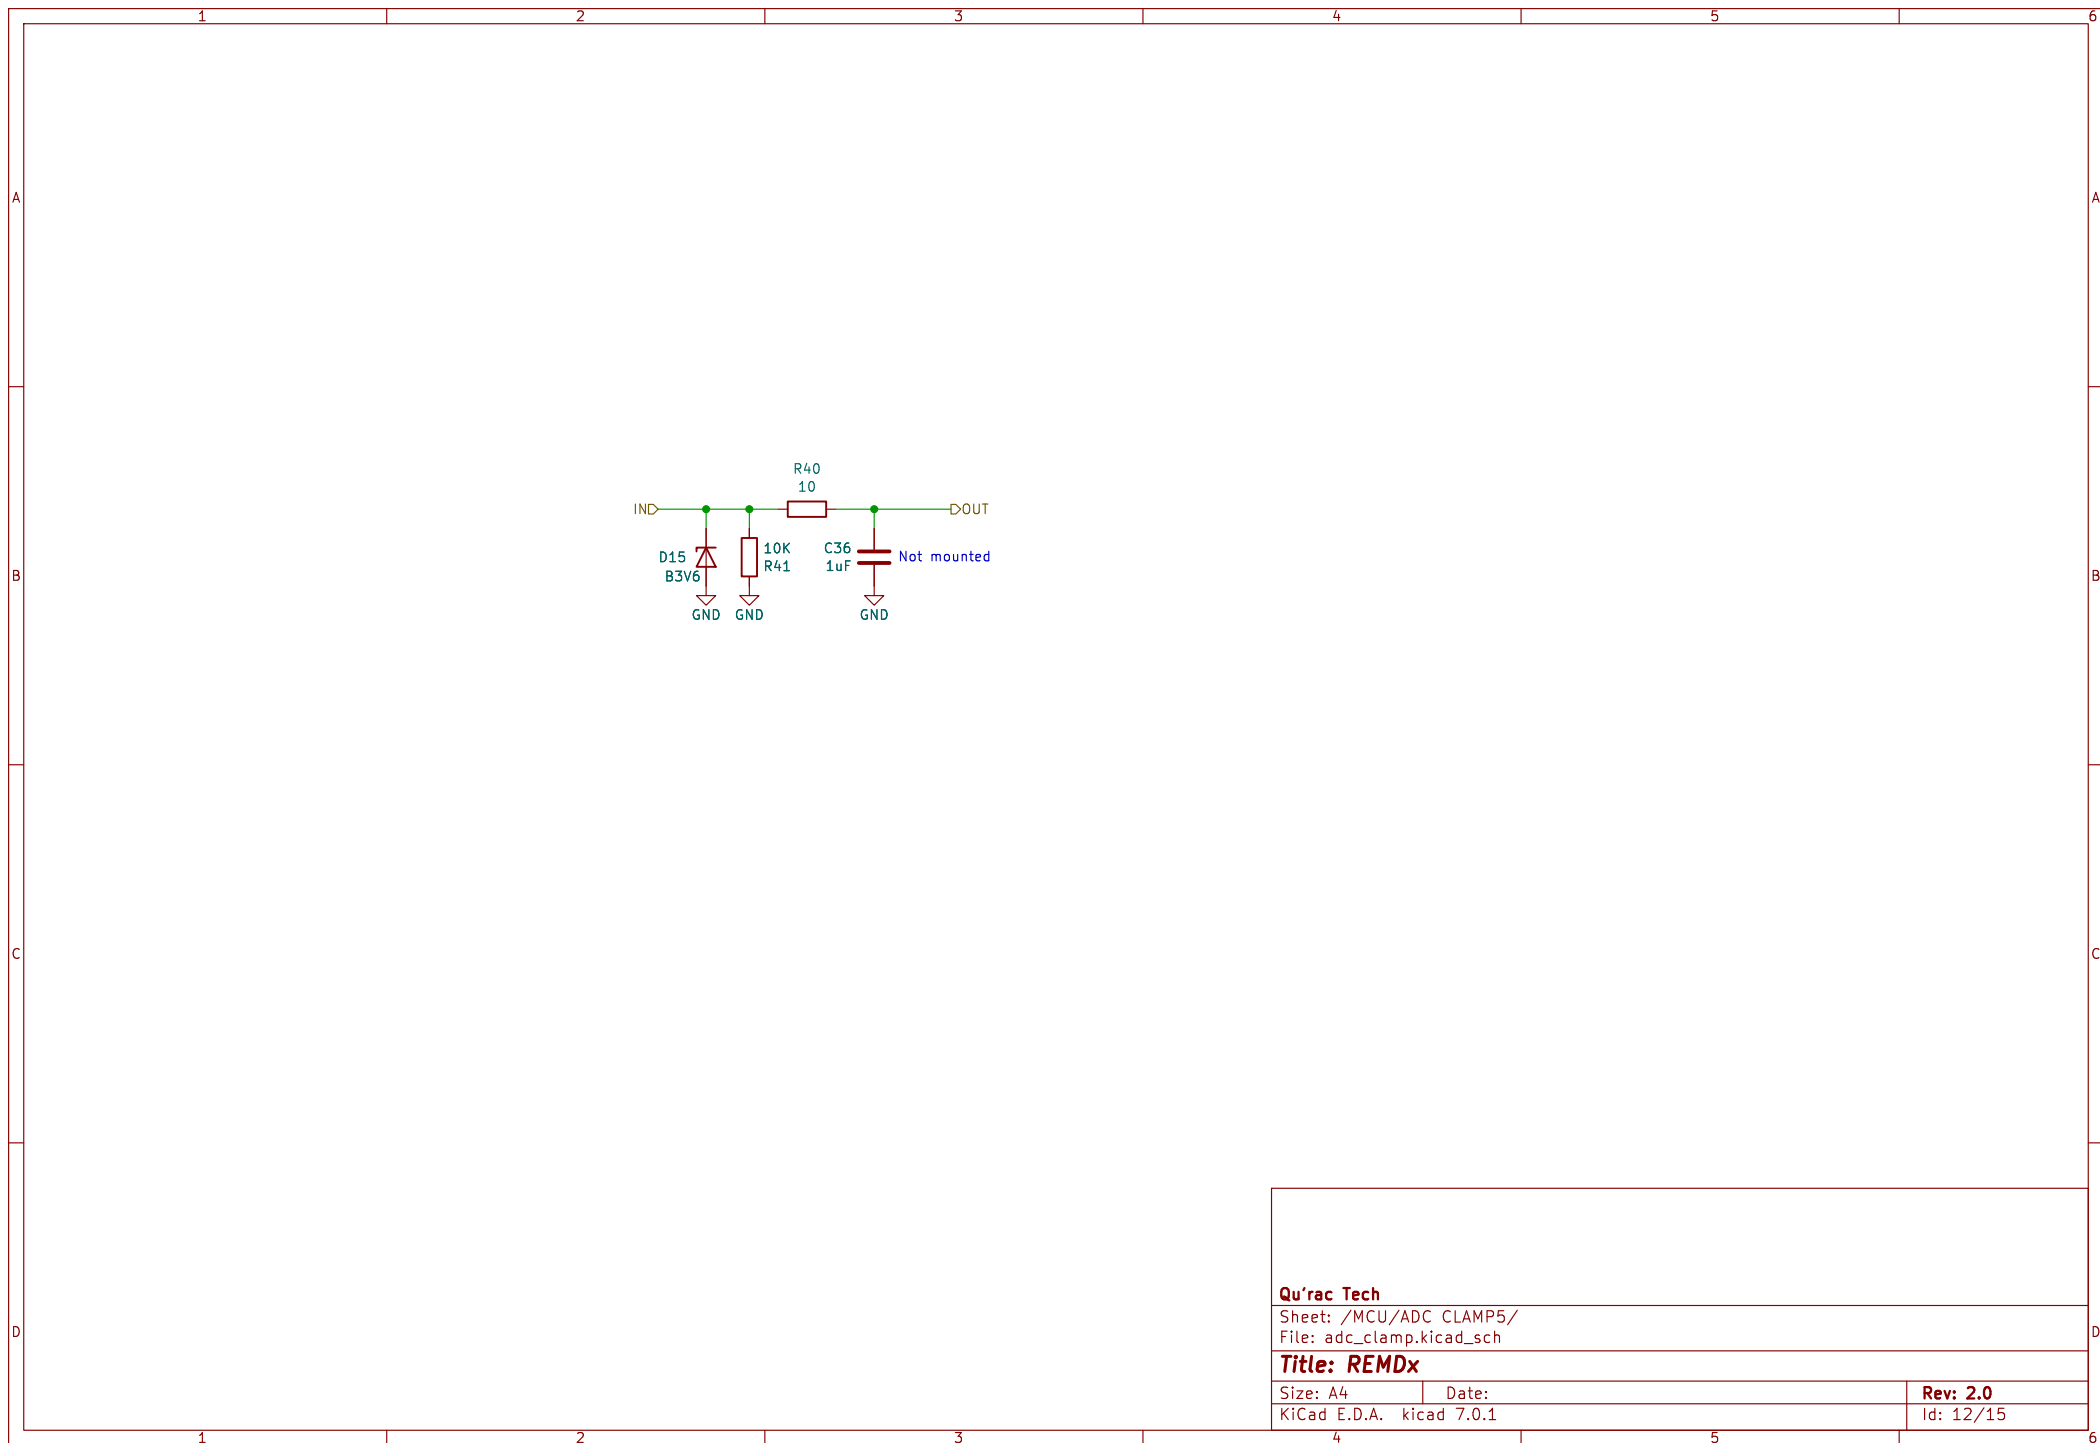 1 2 3 4 5 6
A A
R40
10
IN OUT
10K
C36
D15
Not mounted
R41
1uF
B3V6
B B
GND GND GND
C C
Qu'rac Tech
Sheet: /MCU/ADC CLAMP5/
D D
File: adc_clamp.kicad_sch
Title: REMDx
Size: A4 Date: Rev: 2.0
KiCad E.D.A. kicad 7.0.1 Id: 12/15
1 2 3 4 5 6